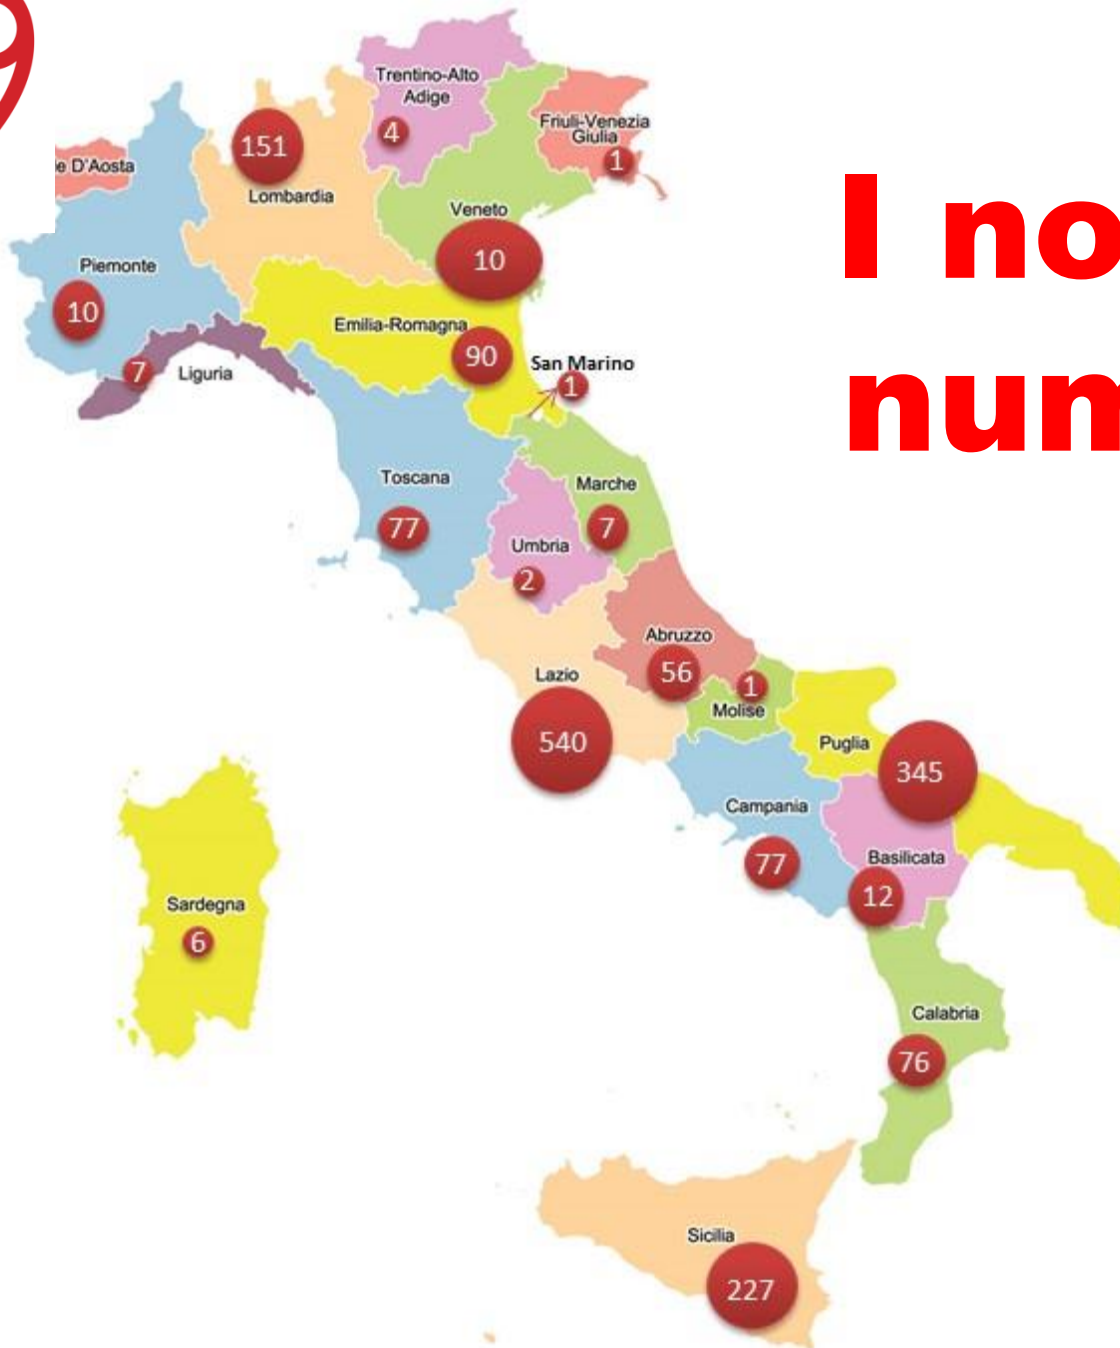 Trentino-Alto
Adige
4
Friuli-Venezia
Giulia
1
151
Lombardia
e D'Aosta
Veneto
10
Piemonte
10
I no
num
Emilia-Romagna
90
San Marino
1
7
Liguria
Toscana
77
Marche
7
Umbria
2
Abruzzo
56
Lazio
540
1
Molise
Puglia
345
Campania
77
Basilicata
12
Sardegna
6
Calabria
76
Sicilia
227